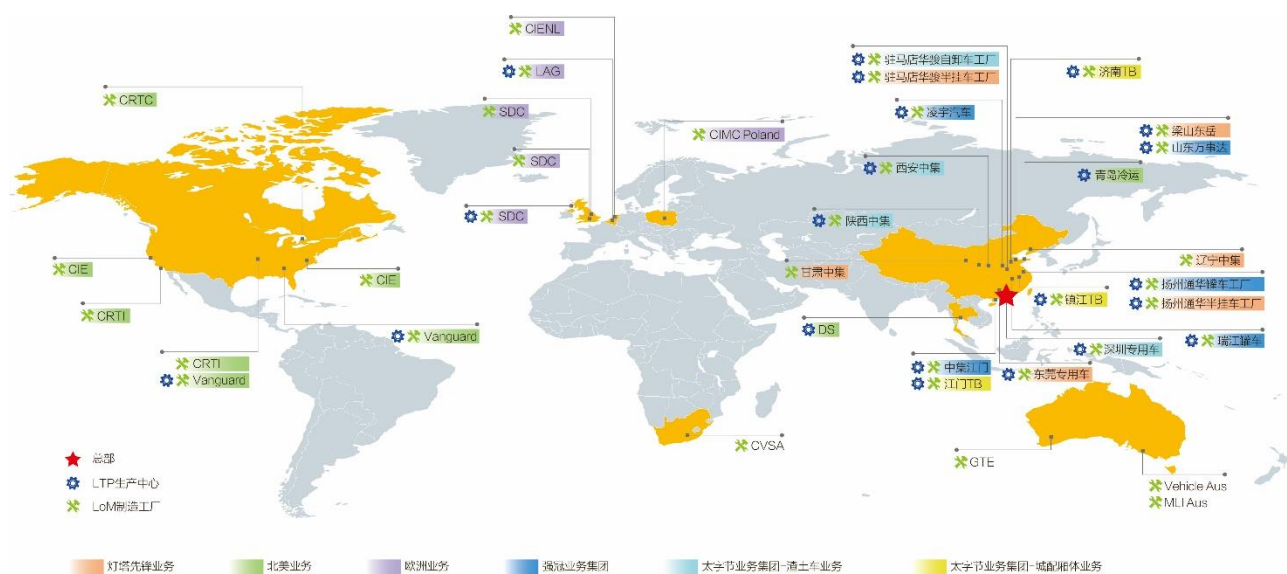 CIENL
LAG
CRTC
SDC
SDC
SDC
CIMC Poland
驻马店华骏自卸车工厂
驻马店华骏半挂车工厂
济南TB
凌宇汽车
梁山东岳
山东万事达
西安中集
青岛冷运
陕西中集
甘肃中集
辽宁中集
扬州通华罐车工厂
扬州通华半挂车工厂
镇江TB
DS
瑞江罐车
深圳专用车
中集江门
江门TB
东莞专用车
CIE
CIE
CRTI
Vanguard
CRTI
Vanguard
CVSA
GTE
Vehicle Aus
MLI Aus
总部
LTP生产中心
LoM制造工厂
灯塔先锋业务
北美业务
欧洲业务
强冠业务集团
太字节业务集团-渣土车业务
太字节业务集团-城配厢体业务